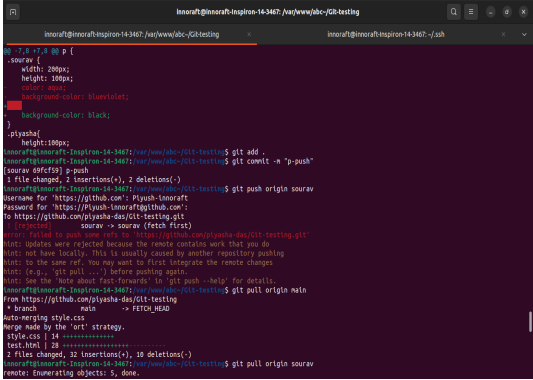 innoraft@innoraft-Inspiron-14-3467: /var/www/abc~/Git-testing
innoraft@innoraft-Inspiron-14-3467: /var/www/abc~/Git-testing × innoraft@innoraft-Inspiron-14-3467: ~/.ssh ×
@@ -7,8 +7,8 @@ p {
 .sourav {
     width: 200px;
     height: 100px;
-    color: aqua;
-    background-color: blueviolet;
+
+    background-color: black;
 }
 .piyasha{
     height:100px;
innoraft@innoraft-Inspiron-14-3467:/var/www/abc~/Git-testing$ git add .
innoraft@innoraft-Inspiron-14-3467:/var/www/abc~/Git-testing$ git commit -m "p-push"
[sourav 69fcf59] p-push
 1 file changed, 2 insertions(+), 2 deletions(-)
innoraft@innoraft-Inspiron-14-3467:/var/www/abc~/Git-testing$ git push origin sourav
Username for 'https://github.com': Piyush-innoraft
Password for 'https://Piyush-innoraft@github.com':
To https://github.com/piyasha-das/Git-testing.git
 ! [rejected]        sourav -> sourav (fetch first)
error: failed to push some refs to 'https://github.com/piyasha-das/Git-testing.git'
hint: Updates were rejected because the remote contains work that you do
hint: not have locally. This is usually caused by another repository pushing
hint: to the same ref. You may want to first integrate the remote changes
hint: (e.g., 'git pull ...') before pushing again.
hint: See the 'Note about fast-forwards' in 'git push --help' for details.
innoraft@innoraft-Inspiron-14-3467:/var/www/abc~/Git-testing$ git pull origin main
From https://github.com/piyasha-das/Git-testing
 * branch            main       -> FETCH_HEAD
Auto-merging style.css
Merge made by the 'ort' strategy.
 style.css | 14 ++++++++++++++
 test.html | 28 ++++++++++++++++++----------
 2 files changed, 32 insertions(+), 10 deletions(-)
innoraft@innoraft-Inspiron-14-3467:/var/www/abc~/Git-testing$ git pull origin sourav
remote: Enumerating objects: 5, done.